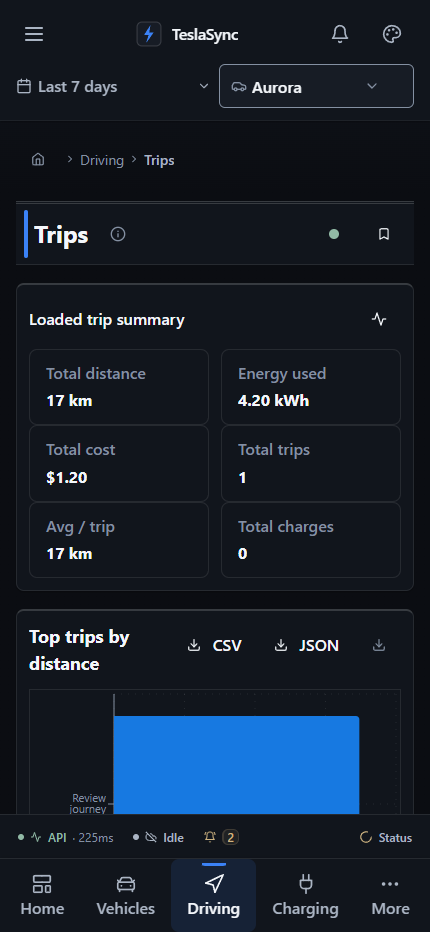 TeslaSync
Last 7 days
Aurora
Driving
Trips
Trips
Loaded trip summary
Total distance
17 km
Energy used
4.20 kWh
Total cost
$1.20
Total trips
1
Avg / trip
17 km
Total charges
0
Top trips by
distance
CSV
JSON
Review
journey
API · 225ms
Idle
2
Status
Home
Vehicles
Driving
Charging
More